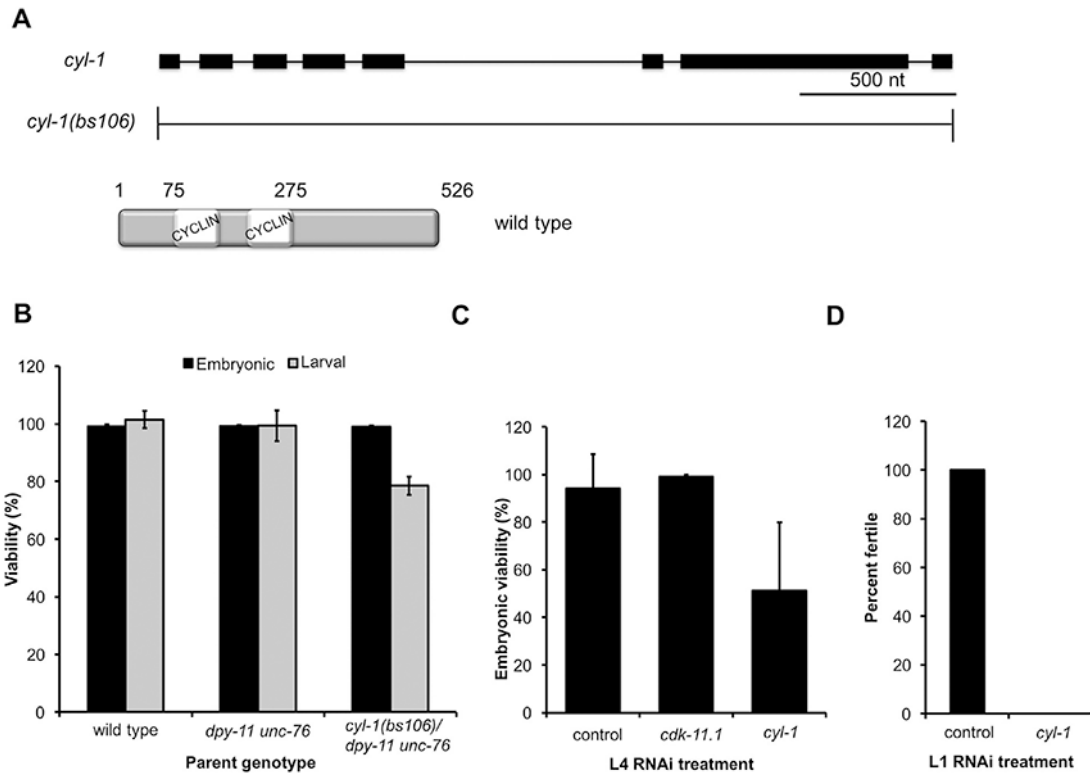 A
cyl-1
500 nt
cyl-1(bs106)
1 75 275 526
CYCLIN CYCLIN
wild type
B
Embryonic Larval
Viability (%)
120
100
80
60
40
20
0
wild type dpy-11 unc-76 cyl-1(bs106)/
dpy-11 unc-76
Parent genotype
C
Embryonic viability (%)
120
100
80
60
40
20
0
control cdk-11.1 cyl-1
L4 RNAi treatment
D
Percent fertile
120
100
80
60
40
20
0
control cyl-1
L1 RNAi treatment